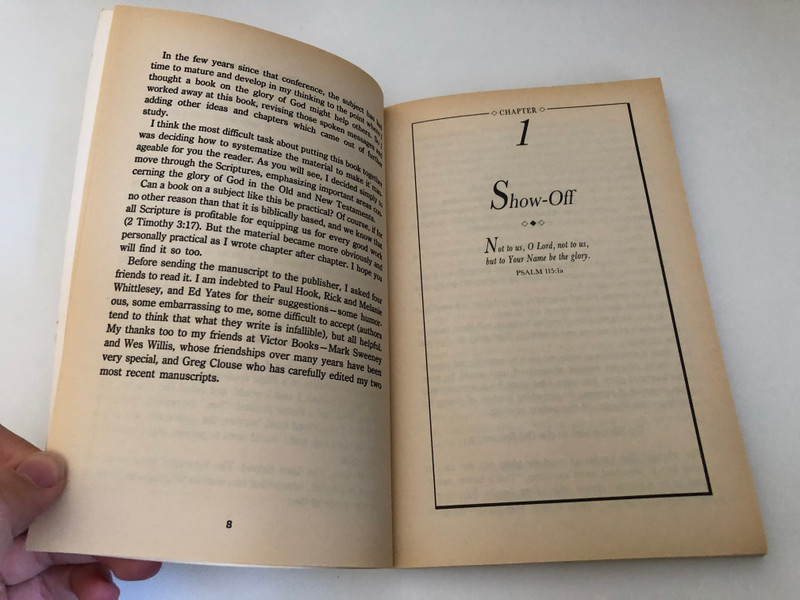 In the few years since that conference, the subject has had
time to mature and develop in my thinking to the point where I
thought a book on the glory of God might help others. So I
worked away at this book, revising those spoken messages and
adding other ideas and chapters which came out of further
study.
I think the most difficult task about putting this book together
was deciding how to systematize the material to make it man-
ageable for you the reader. As you will see, I decided simply to
move through the Scriptures, emphasizing important areas con-
cerning the glory of God in the Old and New Testaments.
Can a book on a subject like this be practical? Of course, if for
no other reason than that it is biblically based, and we know that
all Scripture is profitable for equipping us for every good work
(2 Timothy 3:17). But the material became more obviously and
personally practical as I wrote chapter after chapter. I hope you
will find it so too.
Before sending the manuscript to the publisher, I asked four
friends to read it. I am indebted to Paul Hook, Rick and Melanie
Whittlesey, and Ed Yates for their suggestions—some humor-
ous, some embarrassing to me, some difficult to accept (authors
tend to think that what they write is infallible), but all helpful.
My thanks too to my friends at Victor Books—Mark Sweeney
and Wes Willis, whose friendships over many years have been
very special, and Greg Clouse who has carefully edited my two
most recent manuscripts.
8
CHAPTER
1
Show-Off
Not to us, O Lord, not to us,
but to Your Name be the glory.
PSALM 115:1a